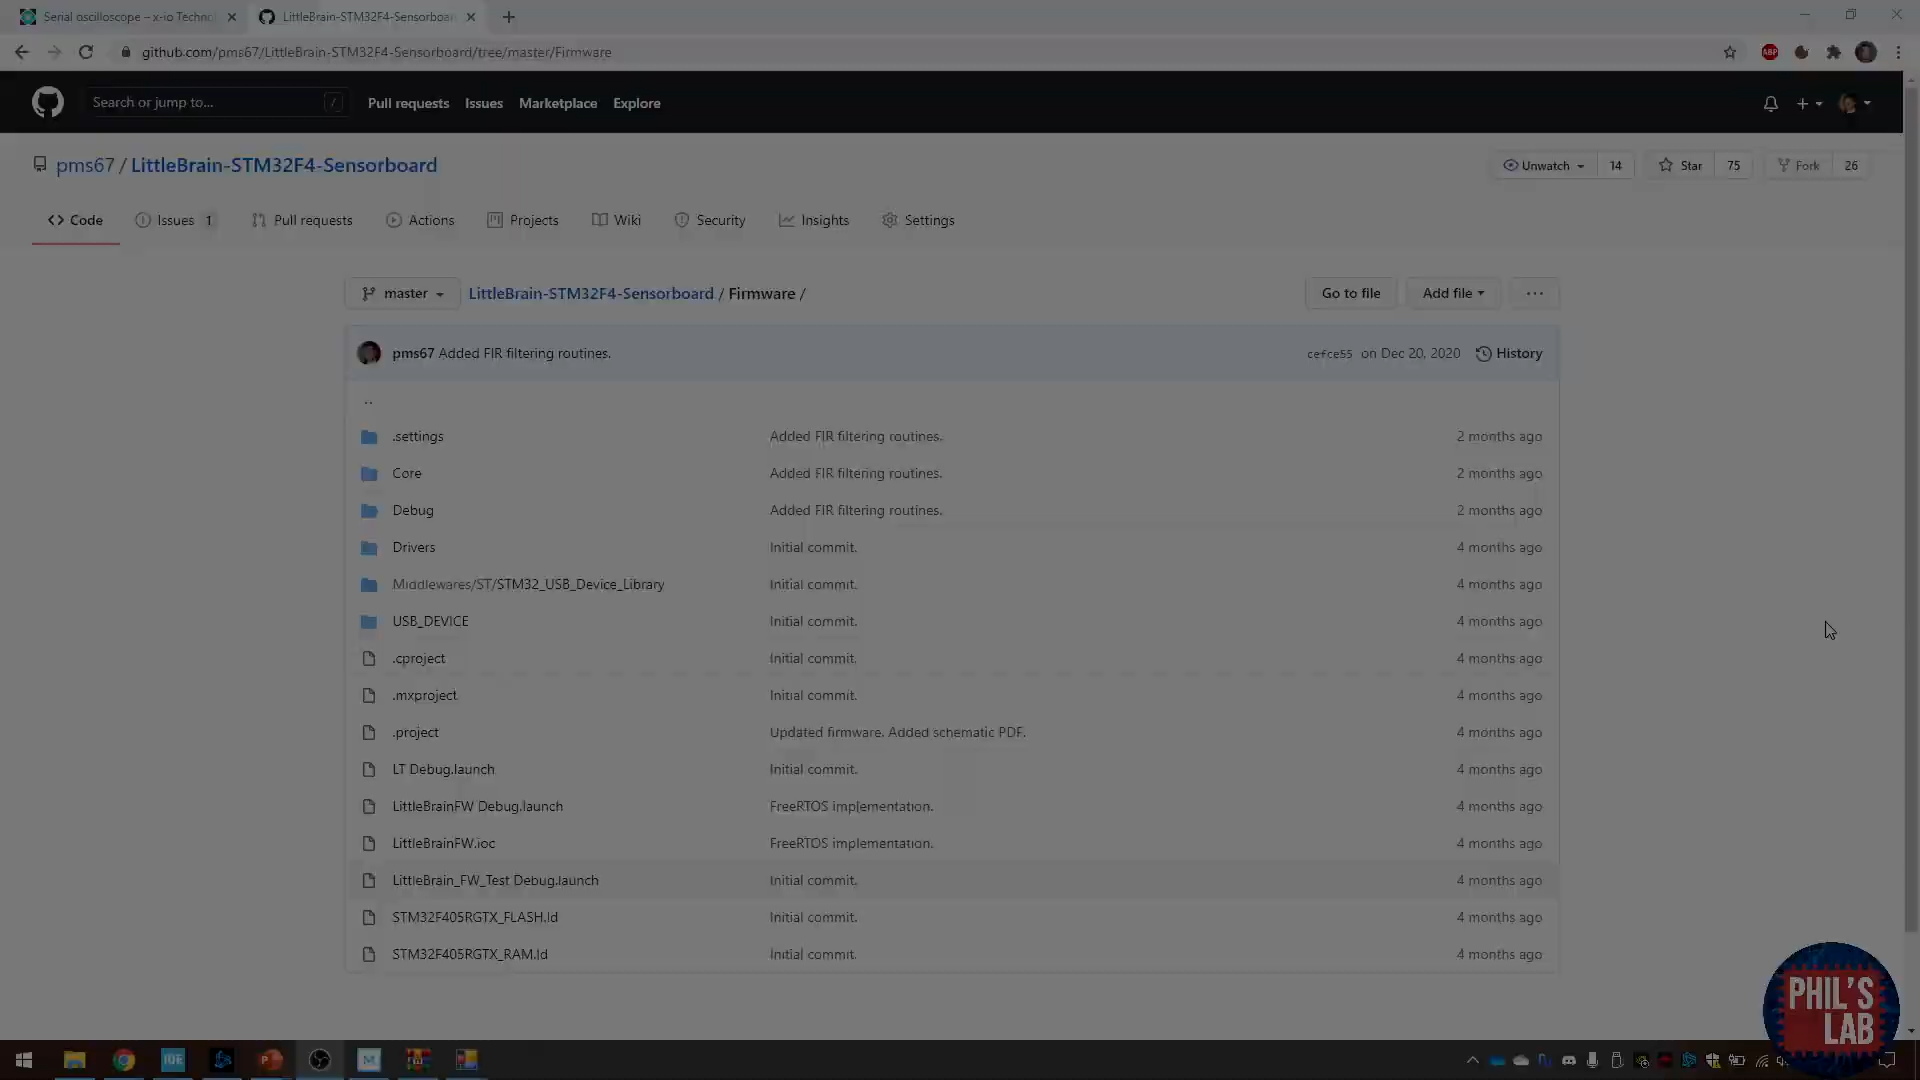 Serial oscilloscope – x-io Techno
LittleBrain-STM32F4-Sensorboar
github.com/pms67/LittleBrain-STM32F4-Sensorboard/tree/master/Firmware
ABP
Search or jump to... /
Pull requests Issues Marketplace Explore
pms67 / LittleBrain-STM32F4-Sensorboard
Unwatch 14 Star 75 Fork 26
Code Issues 1 Pull requests Actions Projects Wiki Security Insights Settings
master LittleBrain-STM32F4-Sensorboard / Firmware /
Go to file Add file ...
pms67 Added FIR filtering routines. cefce55 on Dec 20, 2020 History
..
.settings Added FIR filtering routines. 2 months ago
Core Added FIR filtering routines. 2 months ago
Debug Added FIR filtering routines. 2 months ago
Drivers Initial commit. 4 months ago
Middlewares/ST/STM32_USB_Device_Library Initial commit. 4 months ago
USB_DEVICE Initial commit. 4 months ago
.cproject Initial commit. 4 months ago
.mxproject Initial commit. 4 months ago
.project Updated firmware. Added schematic PDF. 4 months ago
LT Debug.launch Initial commit. 4 months ago
LittleBrainFW Debug.launch FreeRTOS implementation. 4 months ago
LittleBrainFW.ioc FreeRTOS implementation. 4 months ago
LittleBrain_FW_Test Debug.launch Initial commit. 4 months ago
STM32F405RGTX_FLASH.ld Initial commit. 4 months ago
STM32F405RGTX_RAM.ld Initial commit. 4 months ago
PHIL'S
LAB
IDE